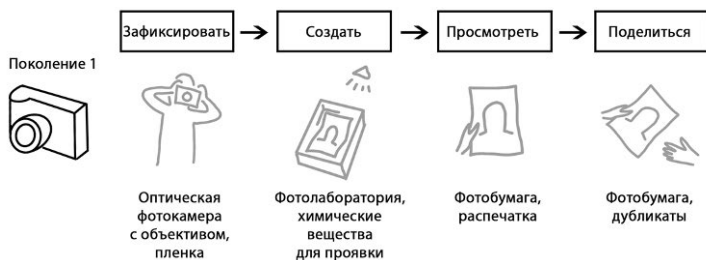 Зафиксировать
Создать
Просмотреть
Поделиться
Поколение 1
Оптическая
фотокамера
с объективом,
пленка
Фотолаборатория,
химические
вещества
для проявки
Фотобумага,
распечатка
Фотобумага,
дубликаты